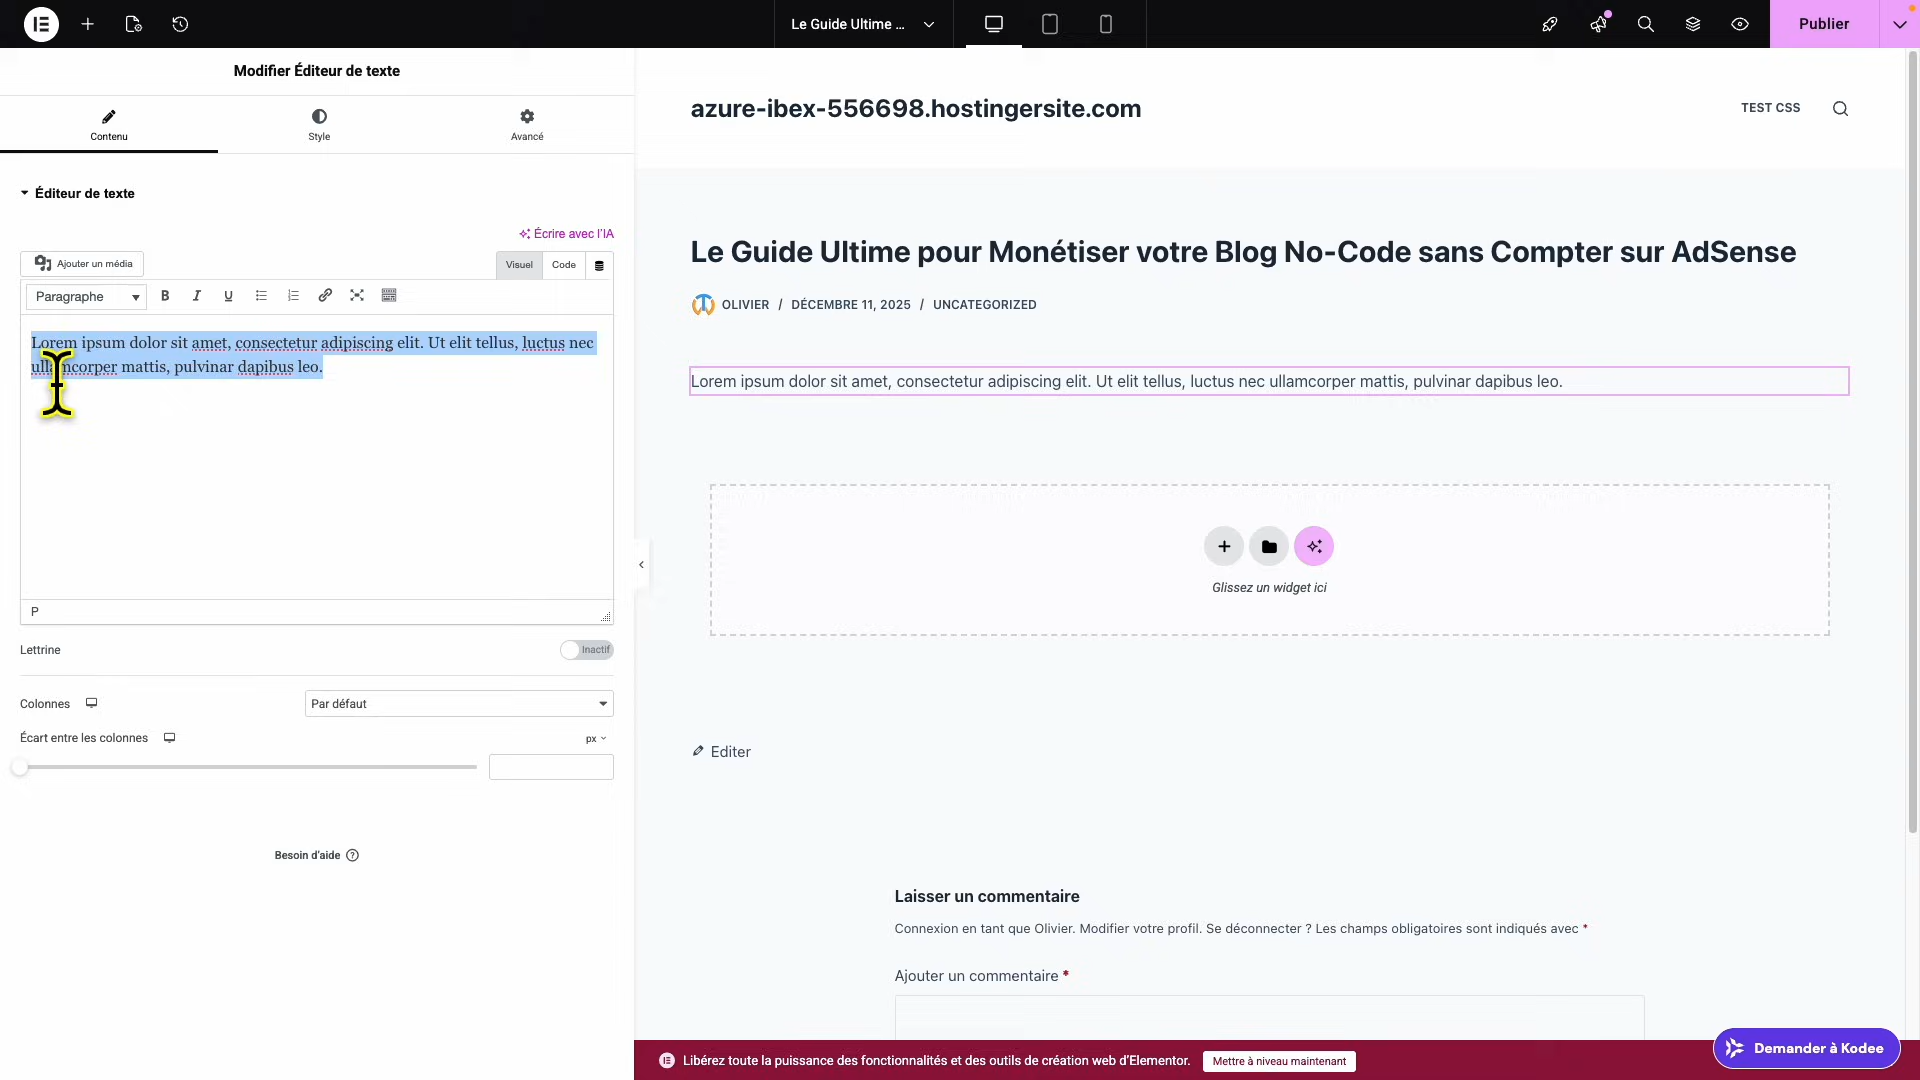 Le Guide Ultime ...
Publier
Modifier Éditeur de texte
Contenu
Style
Avancé
Éditeur de texte
Écrire avec l'IA
Ajouter un média
Visuel
Code
Paragraphe
B
I
U
Lorem ipsum dolor sit amet, consectetur adipiscing elit. Ut elit tellus, luctus nec
ullamcorper mattis, pulvinar dapibus leo.
P
Lettrine
Inactif
Colonnes
Par défaut
Écart entre les colonnes
px
Besoin d'aide
azure-ibex-556698.hostingersite.com
TEST CSS
Le Guide Ultime pour Monétiser votre Blog No-Code sans Compter sur AdSense
OLIVIER / DÉCEMBRE 11, 2025 / UNCATEGORIZED
Lorem ipsum dolor sit amet, consectetur adipiscing elit. Ut elit tellus, luctus nec ullamcorper mattis, pulvinar dapibus leo.
Glissez un widget ici
Editer
Laisser un commentaire
Connexion en tant que Olivier. Modifier votre profil. Se déconnecter ? Les champs obligatoires sont indiqués avec *
Ajouter un commentaire *
Libérez toute la puissance des fonctionnalités et des outils de création web d'Elementor.
Mettre à niveau maintenant
Demander à Kodee